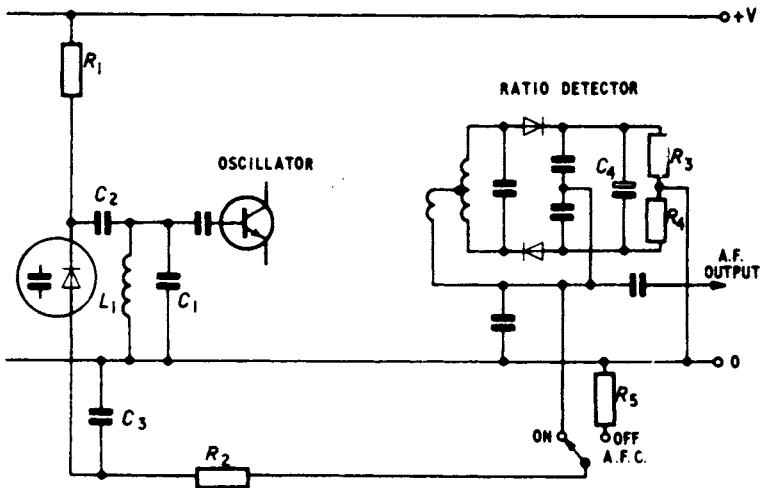 +V
R1
RATIO DETECTOR
OSCILLATOR
C4
R3
C2
R4
A.F.
OUTPUT
L1
C1
0
C3
R5
ON
OFF
A.F.C.
R2